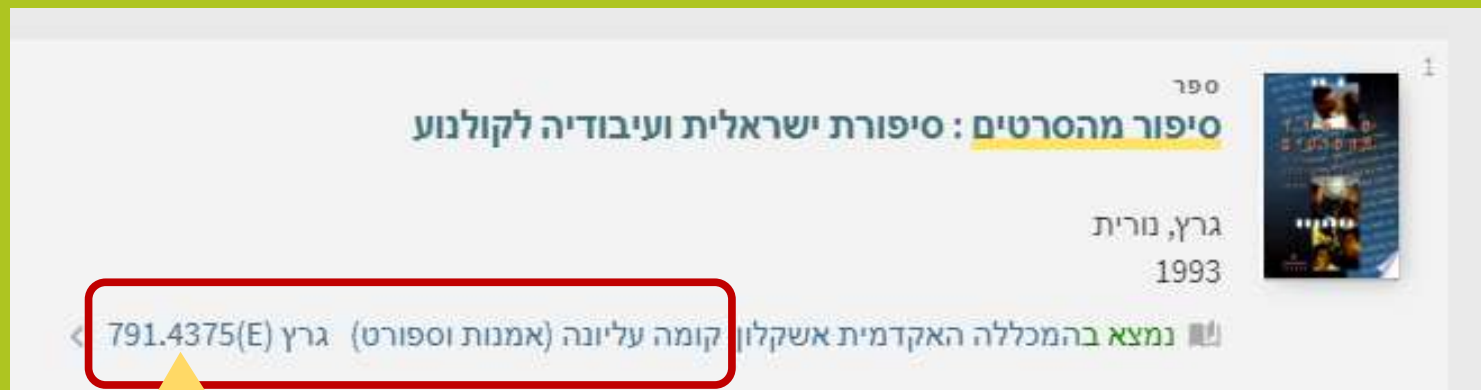 1
ספר
סיפור מהסרטים : סיפורת ישראלית ועיבודיה לקולנוע
גרץ, נורית
1993
נמצא בהמכללה האקדמית אשקלון קומה עליונה (אמנות וספורט) גרץ 791.4375(E)